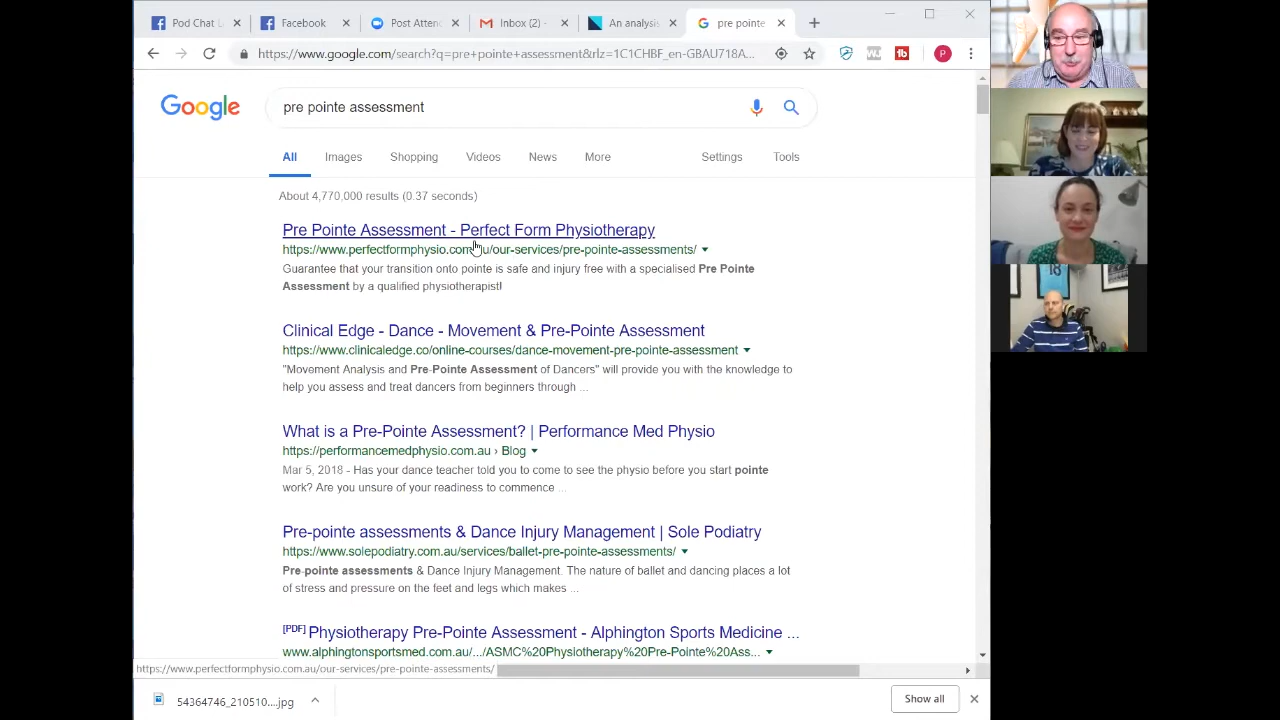 Pod Chat L
Facebook
Post Atten
Inbox (2) -
An analysi
pre pointe
https://www.google.com/search?q=pre+pointe+assessment&rlz=1C1CHBF_en-GBAU718A...
P
Google
pre pointe assessment
All Images Shopping Videos News More Settings Tools
About 4,770,000 results (0.37 seconds)
Pre Pointe Assessment - Perfect Form Physiotherapy
https://www.perfectformphysio.com.au/our-services/pre-pointe-assessments/
Guarantee that your transition onto pointe is safe and injury free with a specialised Pre Pointe
Assessment by a qualified physiotherapist!
Clinical Edge - Dance - Movement & Pre-Pointe Assessment
https://www.clinicaledge.co/online-courses/dance-movement-pre-pointe-assessment
"Movement Analysis and Pre-Pointe Assessment of Dancers" will provide you with the knowledge to
help you assess and treat dancers from beginners through ...
What is a Pre-Pointe Assessment? | Performance Med Physio
https://performancemedphysio.com.au › Blog
Mar 5, 2018 - Has your dance teacher told you to come to see the physio before you start pointe
work? Are you unsure of your readiness to commence ...
Pre-pointe assessments & Dance Injury Management | Sole Podiatry
https://www.solepodiatry.com.au/services/ballet-pre-pointe-assessments/
Pre-pointe assessments & Dance Injury Management. The nature of ballet and dancing places a lot
of stress and pressure on the feet and legs which makes ...
[PDF] Physiotherapy Pre-Pointe Assessment - Alphington Sports Medicine ...
www.alphingtonsportsmed.com.au/.../ASMC%20Physiotherapy%20Pre-Pointe%20Ass...
https://www.perfectformphysio.com.au/our-services/pre-pointe-assessments/
54364746_210510....jpg
Show all